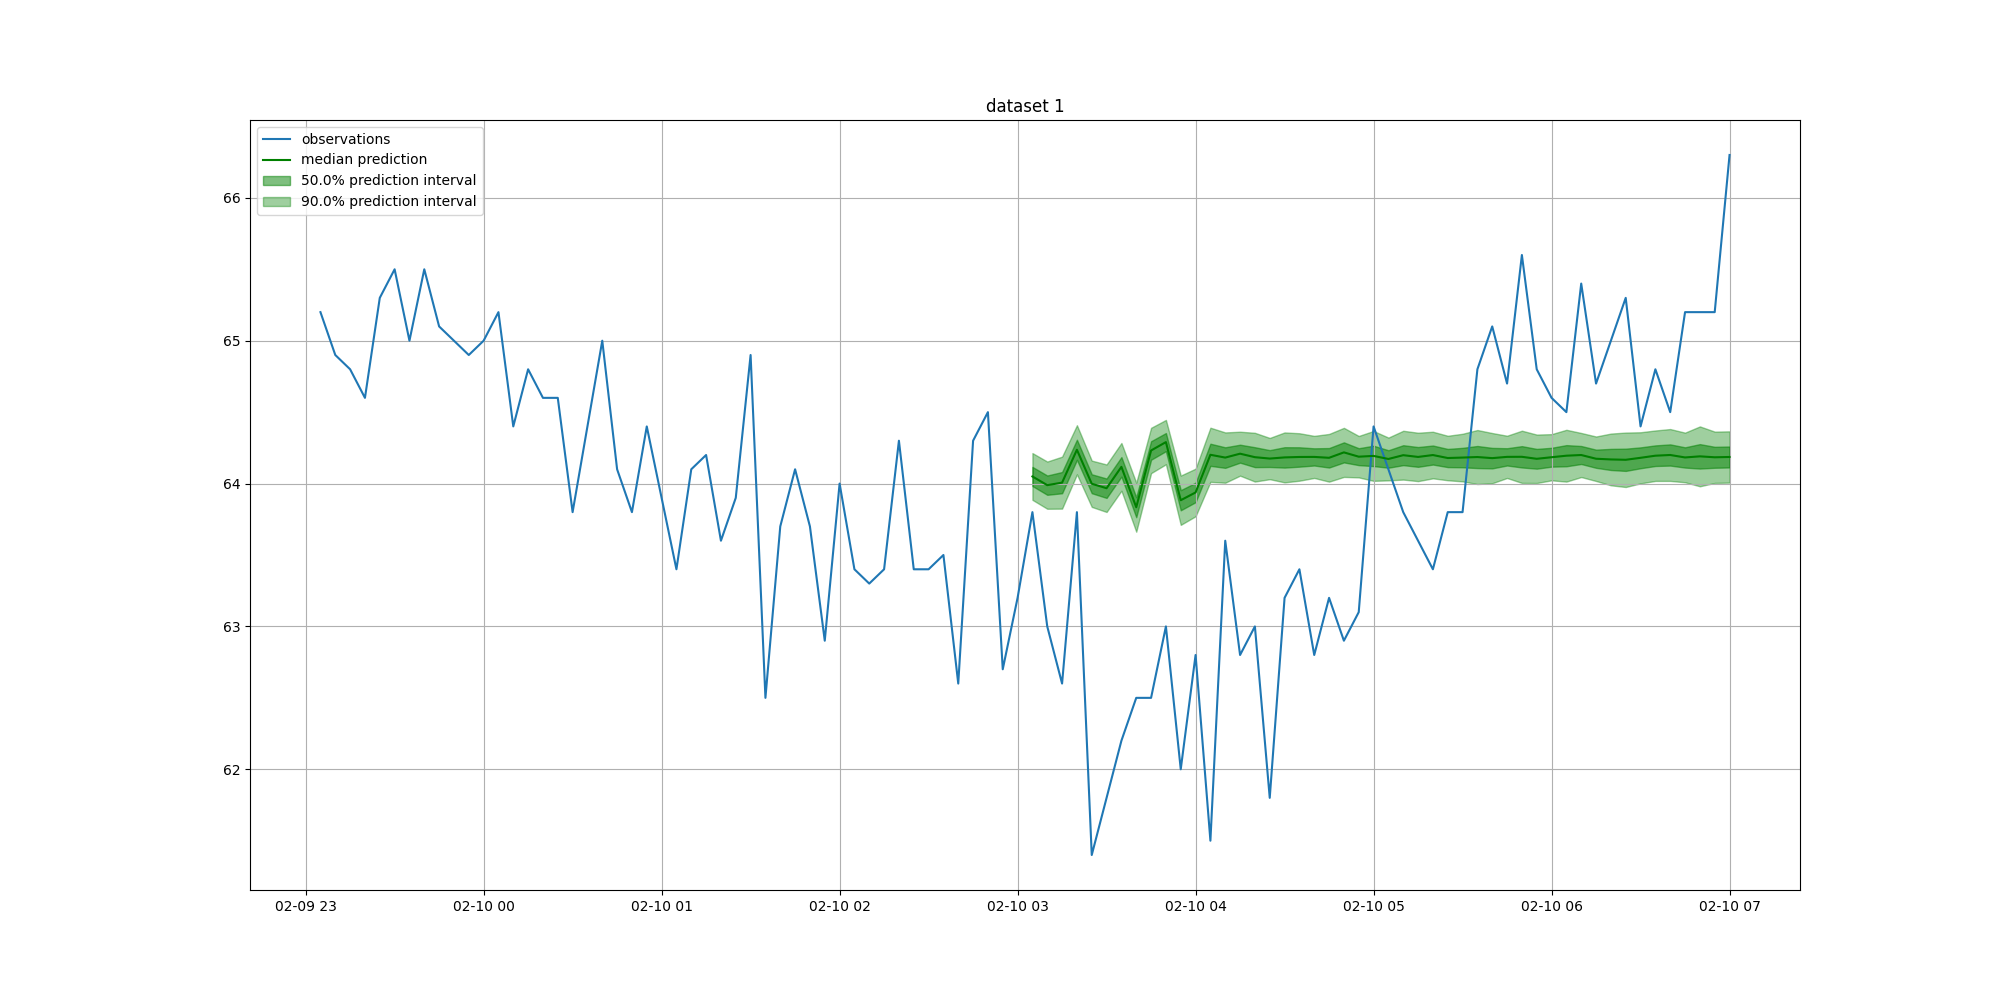 dataset 1
observations
median prediction
50.0% prediction interval
90.0% prediction interval
66
65
64
63
62
02-09 23
02-10 00
02-10 01
02-10 02
02-10 03
02-10 04
02-10 05
02-10 06
02-10 07